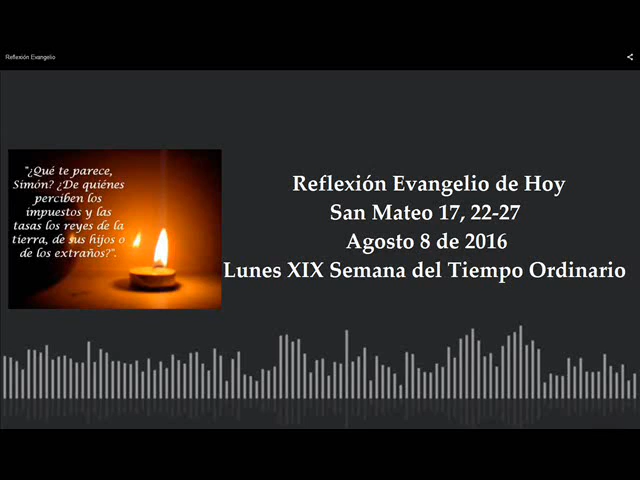 Reflexión Evangelio
"¿Qué te parece,
Simón? ¿De quiénes
perciben los
impuestos y las
tasas los reyes de la
tierra, de sus hijos o
de los extraños?".
Reflexión Evangelio de Hoy
San Mateo 17, 22-27
Agosto 8 de 2016
Lunes XIX Semana del Tiempo Ordinario